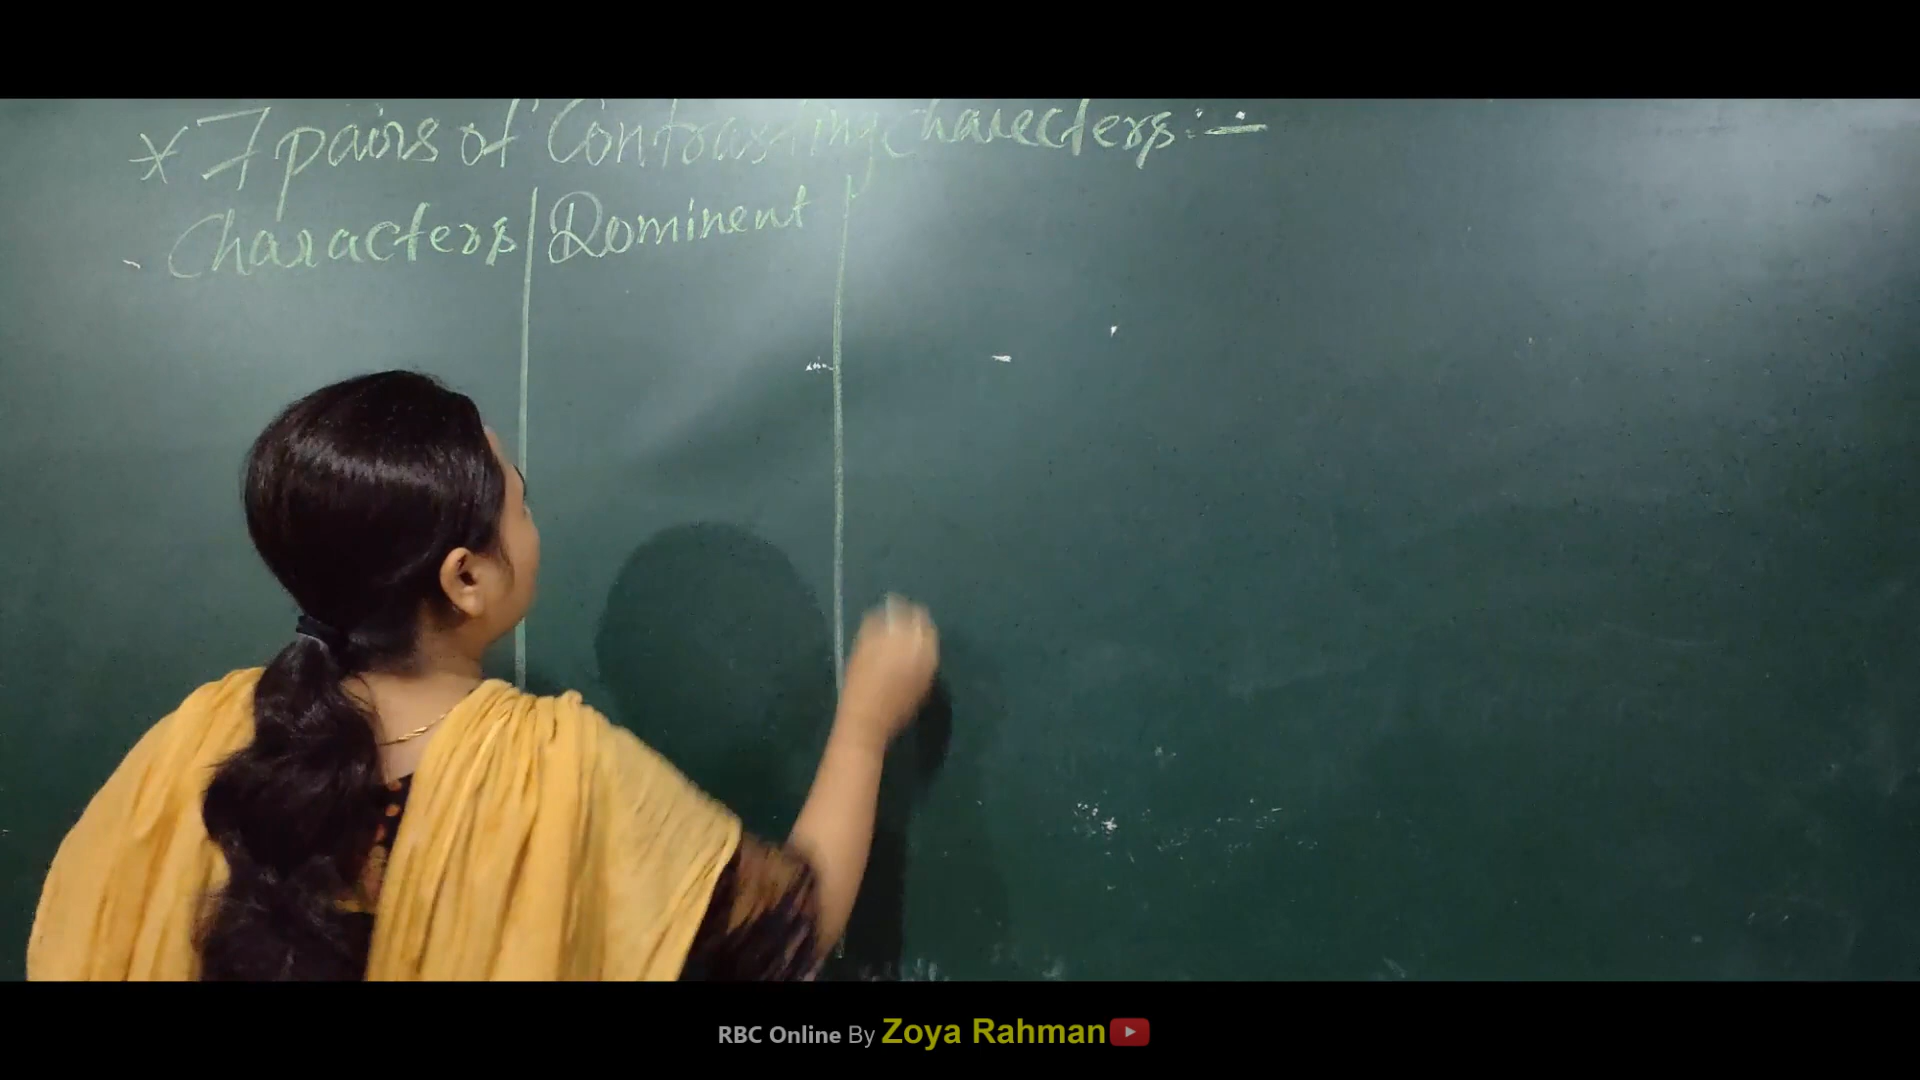 * 7 pairs of Contrasting Charecters :-
Characters | Dominent
RBC Online By Zoya Rahman